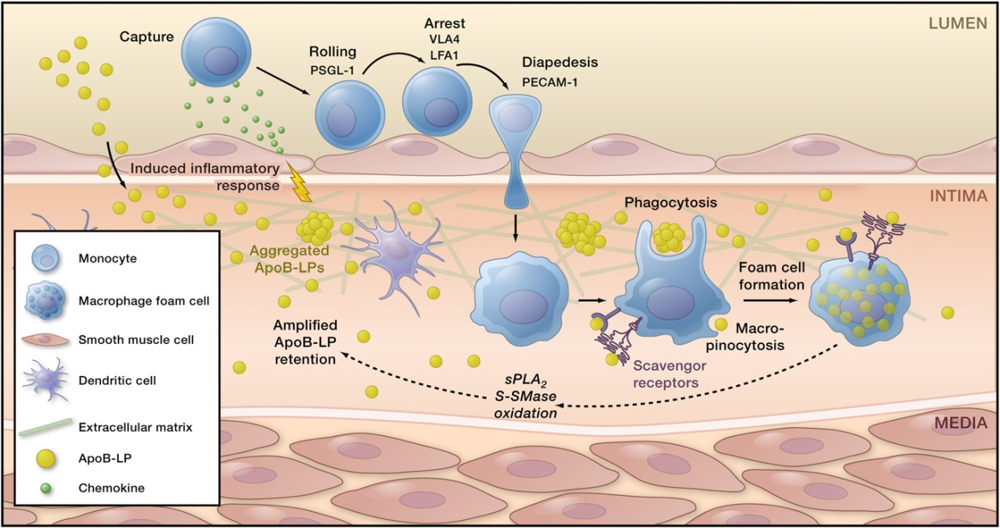 LUMEN
Capture
Rolling
PSGL-1
Arrest
VLA4
LFA1
Diapedesis
PECAM-1
Induced inflammatory
response
INTIMA
Aggregated
ApoB-LPs
Phagocytosis
Foam cell
formation
Macro-
pinocytosis
Scavengor
receptors
Amplified
ApoB-LP
retention
sPLA₂
S-SMase
oxidation
MEDIA
Monocyte
Macrophage foam cell
Smooth muscle cell
Dendritic cell
Extracellular matrix
ApoB-LP
Chemokine